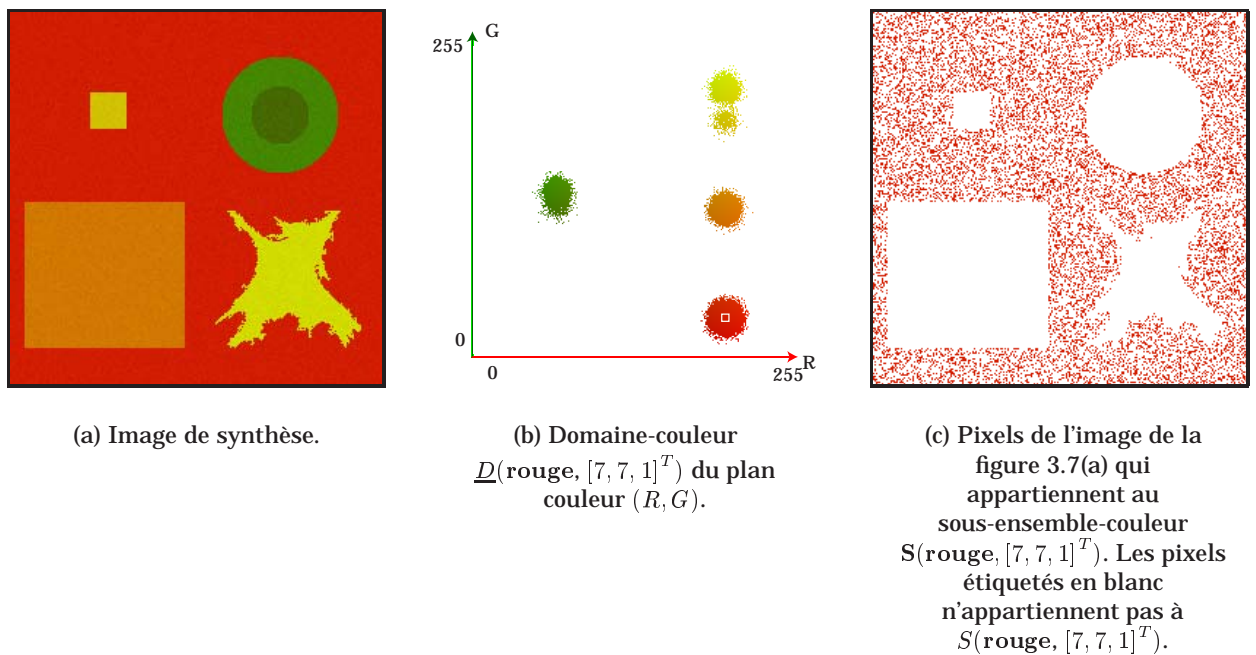 G
255
0
0
255
R
(a) Image de synthèse.
(b) Domaine-couleur
D(rouge, [7, 7, 1]^T) du plan
couleur (R, G).
(c) Pixels de l'image de la
figure 3.7(a) qui
appartiennent au
sous-ensemble-couleur
S(rouge, [7, 7, 1]^T). Les pixels
étiquetés en blanc
n'appartiennent pas à
S(rouge, [7, 7, 1]^T).